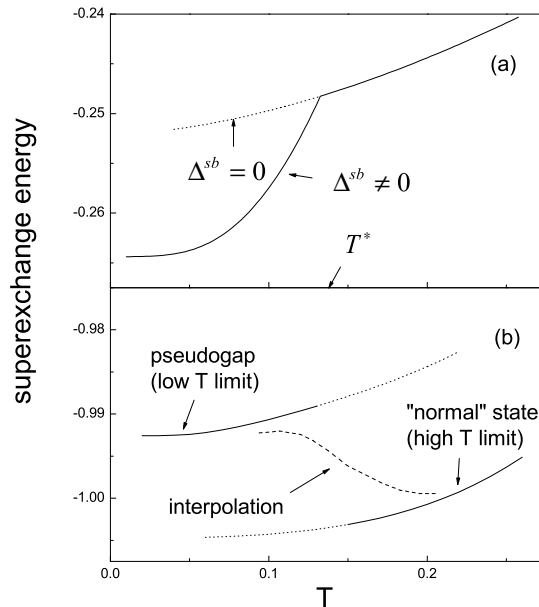 -0.24
(a)
-0.25
Δ^sb = 0
Δ^sb ≠ 0
-0.26
T*
superexchange energy
-0.98
(b)
pseudogap
(low T limit)
-0.99
"normal" state
(high T limit)
-1.00
interpolation
0.0 0.1 0.2
T